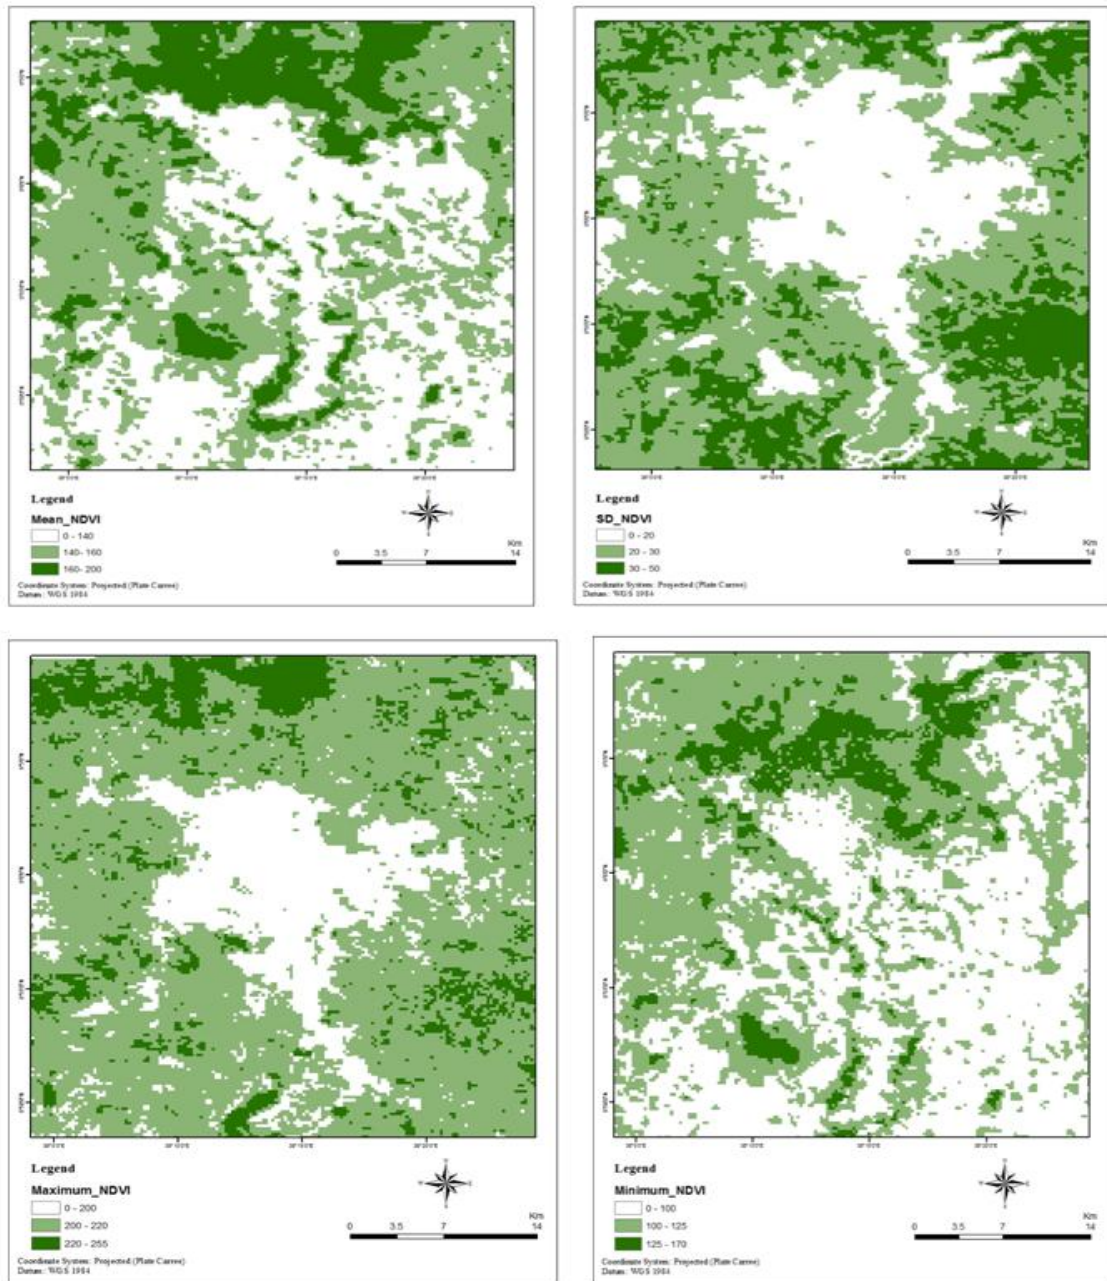 Legend
Mean_NDVI
0 - 140
140- 160
160- 200
Km
0 3.5 7 14
Coordinate System: Projected (Plate Carree)
Datum: WGS 1984
Legend
SD_NDVI
0 - 20
20 - 30
30 - 50
Km
0 3.5 7 14
Coordinate System: Projected (Plate Carree)
Datum: WGS 1984
Legend
Maximum_NDVI
0 - 200
200 - 220
220 - 255
Km
0 3.5 7 14
Coordinate System: Projected (Plate Carree)
Datum: WGS 1984
Legend
Minimum_NDVI
0 - 100
100 - 125
125 - 170
Km
0 3.5 7 14
Coordinate System: Projected (Plate Carree)
Datum: WGS 1984